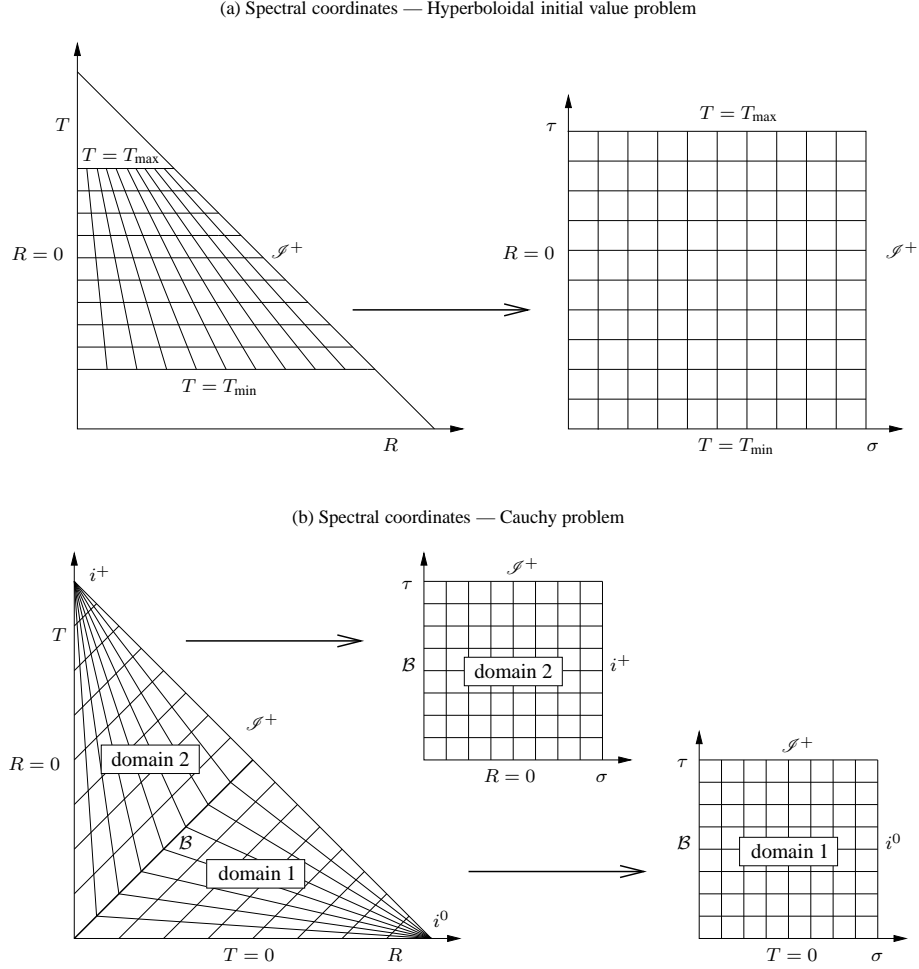 (a) Spectral coordinates — Hyperboloidal initial value problem
T
T = T_max
R = 0
ℐ⁺
T = T_min
R
τ
T = T_max
R = 0
ℐ⁺
T = T_min
σ
(b) Spectral coordinates — Cauchy problem
i⁺
T
ℐ⁺
R = 0
domain 2
ℬ
domain 1
i⁰
T = 0
R
ℐ⁺
τ
ℬ
domain 2
i⁺
R = 0
σ
ℐ⁺
τ
ℬ
domain 1
i⁰
T = 0
σ